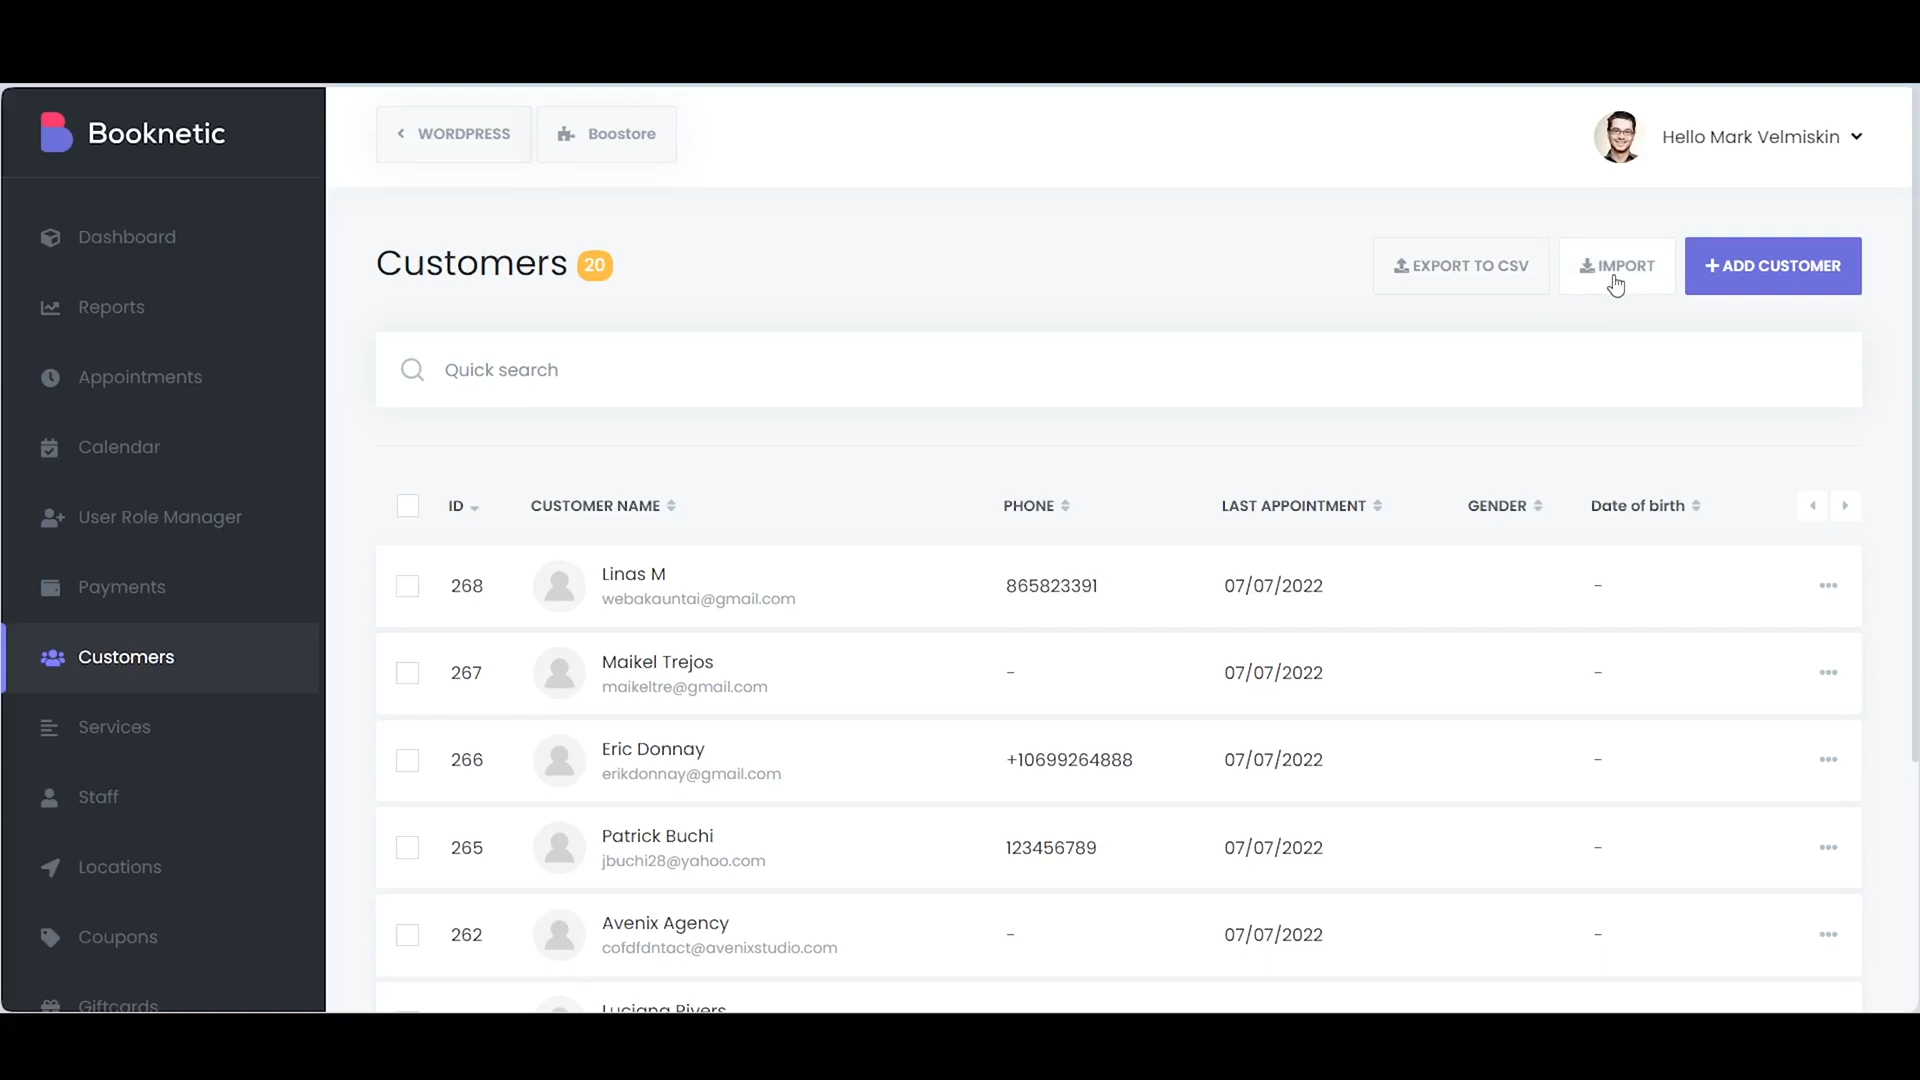 Booknetic
WORDPRESS
Boostore
Hello Mark Velmiskin
Dashboard
Reports
Appointments
Calendar
User Role Manager
Payments
Customers
Services
Staff
Locations
Coupons
Giftcards
Customers 20
EXPORT TO CSV
IMPORT
+ ADD CUSTOMER
Quick search
ID CUSTOMER NAME PHONE LAST APPOINTMENT GENDER Date of birth
268 Linas M 865823391 07/07/2022 -
webakauntai@gmail.com
267 Maikel Trejos - 07/07/2022 -
maikeltre@gmail.com
266 Eric Donnay +10699264888 07/07/2022 -
erikdonnay@gmail.com
265 Patrick Buchi 123456789 07/07/2022 -
jbuchi28@yahoo.com
262 Avenix Agency - 07/07/2022 -
cofdfdntact@avenixstudio.com
Luciana Rivers